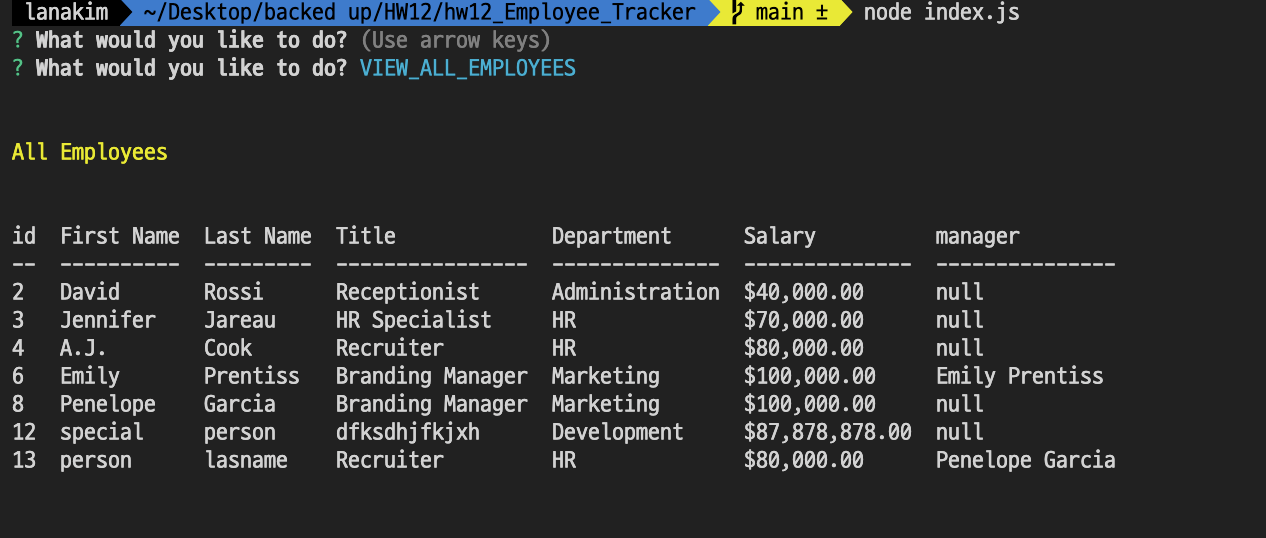 lanakim ~/Desktop/backed up/HW12/hw12_Employee_Tracker main ± node index.js
? What would you like to do? (Use arrow keys)
? What would you like to do? VIEW_ALL_EMPLOYEES
All Employees
id  First Name  Last Name  Title             Department      Salary          manager
--  ----------  ---------  ----------------  --------------  --------------  ---------------
2   David       Rossi      Receptionist      Administration  $40,000.00      null
3   Jennifer    Jareau     HR Specialist     HR              $70,000.00      null
4   A.J.        Cook       Recruiter         HR              $80,000.00      null
6   Emily       Prentiss   Branding Manager  Marketing       $100,000.00     Emily Prentiss
8   Penelope    Garcia     Branding Manager  Marketing       $100,000.00     null
12  special     person     dfksdhjfkjxh      Development     $87,878,878.00  null
13  person      lasname    Recruiter         HR              $80,000.00      Penelope Garcia